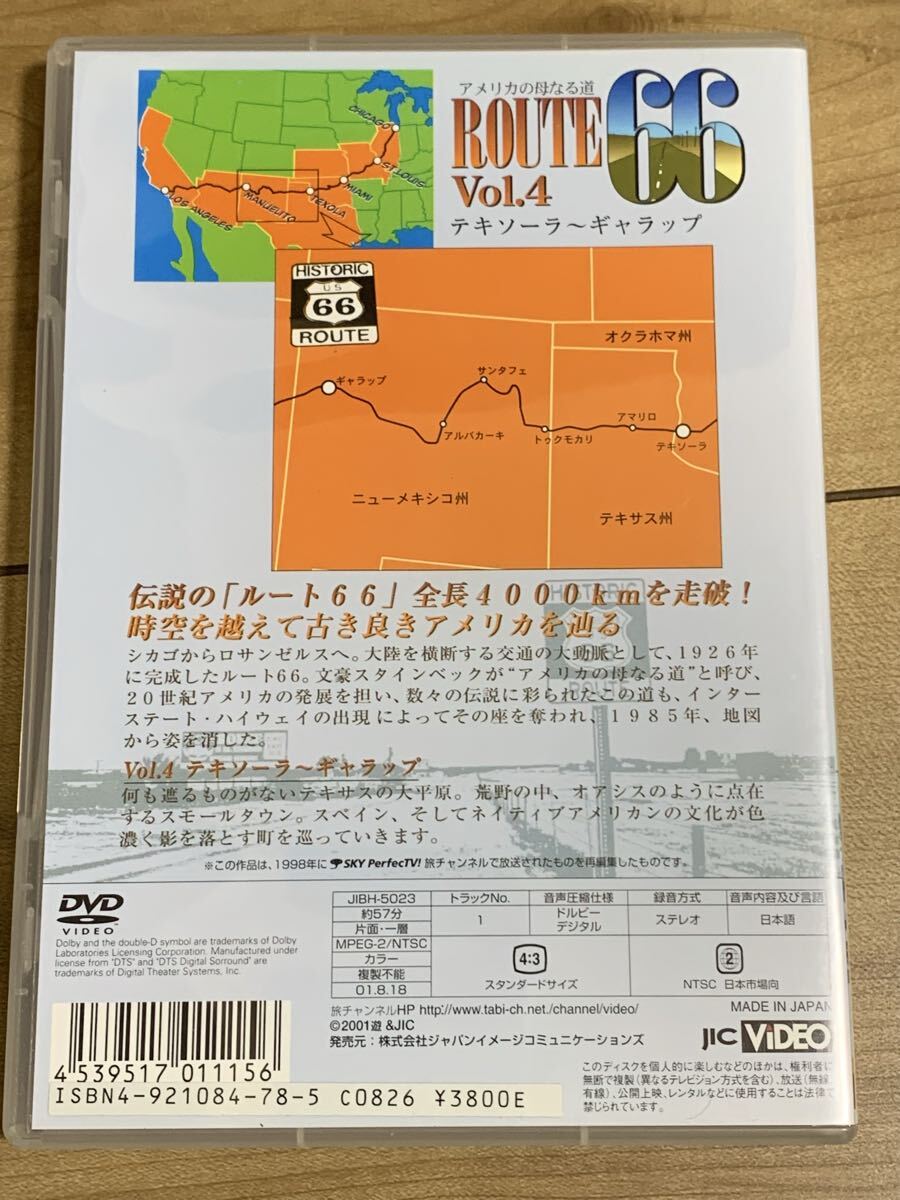 アメリカの母なる道
ROUTE 66
Vol.4
テキソーラ～ギャラップ
CHICAGO
ST.LOUIS
MIAMI
TEXOLA
MANUELITO
LOS ANGELES
HISTORIC
US
66
ROUTE
オクラホマ州
サンタフェ
ギャラップ
アマリロ
アルバカーキ
トゥクモカリ
テキソーラ
ニューメキシコ州
テキサス州
伝説の「ルート66」全長4000kmを走破！
時空を越えて古き良きアメリカを辿る
シカゴからロサンゼルスへ。大陸を横断する交通の大動脈として、1926年
に完成したルート66。文豪スタインベックが“アメリカの母なる道”と呼び、
20世紀アメリカの発展を担い、数々の伝説に彩られたこの道も、インター
ステート・ハイウェイの出現によってその座を奪われ、1985年、地図
から姿を消した。
Vol.4 テキソーラ～ギャラップ
何も遮るものがないテキサスの大平原。荒野の中、オアシスのように点在
するスモールタウン。スペイン、そしてネイティブアメリカンの文化が色
濃く影を落とす町を巡っていきます。
※この作品は、1998年にSKY PerfecTV!旅チャンネルで放送されたものを再編集したものです。
HISTORIC
ROUTE
DVD
VIDEO
Dolby and the double-D symbol are trademarks of Dolby
Laboratories Licensing Corporation. Manufactured under
license from "DTS" and "DTS Digital Sorround" are
trademarks of Digital Theater Systems, Inc.
JIBH-5023 トラックNo. 音声圧縮仕様 録音方式 音声内容及び言語
約57分
片面・一層
1 ドルビー デジタル ステレオ 日本語
MPEG-2/NTSC
カラー
複製不能
01.8.18
4:3
スタンダードサイズ
2
NTSC 日本市場向
旅チャンネルHP http://www.tabi-ch.net./channel/video/
MADE IN JAPAN
©2001遊&JIC
発売元：株式会社ジャパンイメージコミュニケーションズ
JIC VIDEO
このディスクを個人的に楽しむなどのほかは、権利者に
無断で複製(異なるテレビジョン方式を含む)、放送(無線、
有線)、公開上映、レンタルなどに使用することは法律で
禁じられています。
4 539517 011156
ISBN4-921084-78-5 C0826 ¥3800E